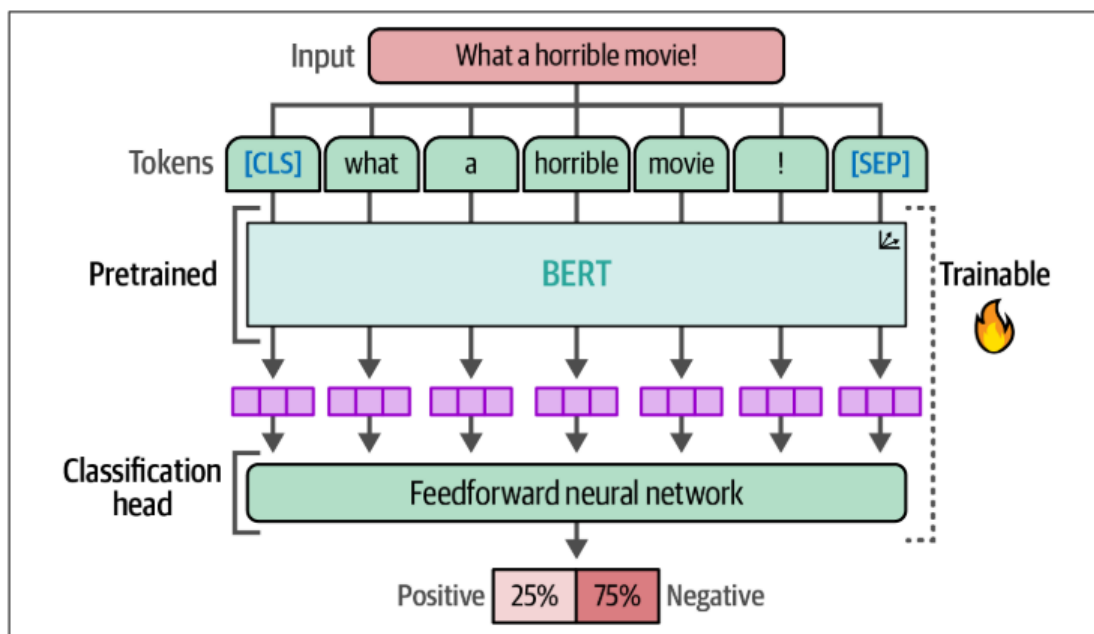 Input What a horrible movie!
Tokens [CLS] what a horrible movie ! [SEP]
Pretrained BERT Trainable
Classification
head
Feedforward neural network
Positive 25% 75% Negative